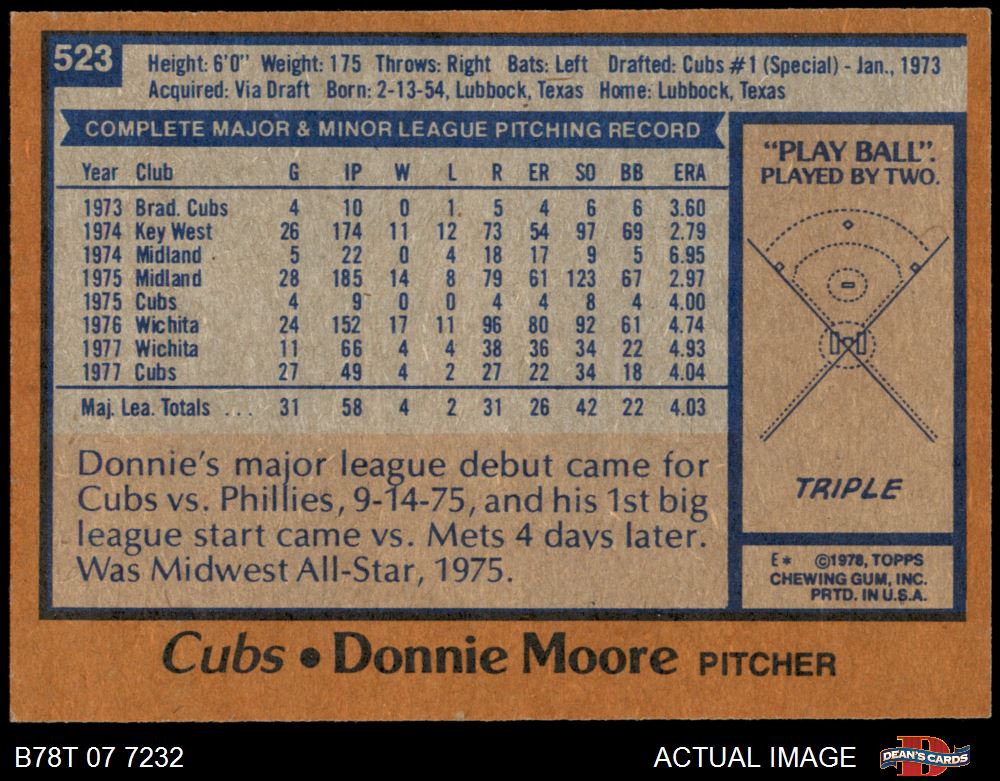 523
Height: 6'0" Weight: 175 Throws: Right Bats: Left Drafted: Cubs #1 (Special) - Jan., 1973
Acquired: Via Draft Born: 2-13-54, Lubbock, Texas Home: Lubbock, Texas
COMPLETE MAJOR & MINOR LEAGUE PITCHING RECORD
Year Club G IP W L R ER SO BB ERA
1973 Brad. Cubs 4 10 0 1 5 4 6 6 3.60
1974 Key West 26 174 11 12 73 54 97 69 2.79
1974 Midland 5 22 0 4 18 17 9 5 6.95
1975 Midland 28 185 14 8 79 61 123 67 2.97
1975 Cubs 4 9 0 0 4 4 8 4 4.00
1976 Wichita 24 152 17 11 96 80 92 61 4.74
1977 Wichita 11 66 4 4 38 36 34 22 4.93
1977 Cubs 27 49 4 2 27 22 34 18 4.04
Maj. Lea. Totals ... 31 58 4 2 31 26 42 22 4.03
Donnie's major league debut came for
Cubs vs. Phillies, 9-14-75, and his 1st big
league start came vs. Mets 4 days later.
Was Midwest All-Star, 1975.
"PLAY BALL".
PLAYED BY TWO.
TRIPLE
E* ©1978, TOPPS
CHEWING GUM, INC.
PRTD. IN U.S.A.
Cubs • Donnie Moore PITCHER
B78T 07 7232
ACTUAL IMAGE
DEAN'S CARDS